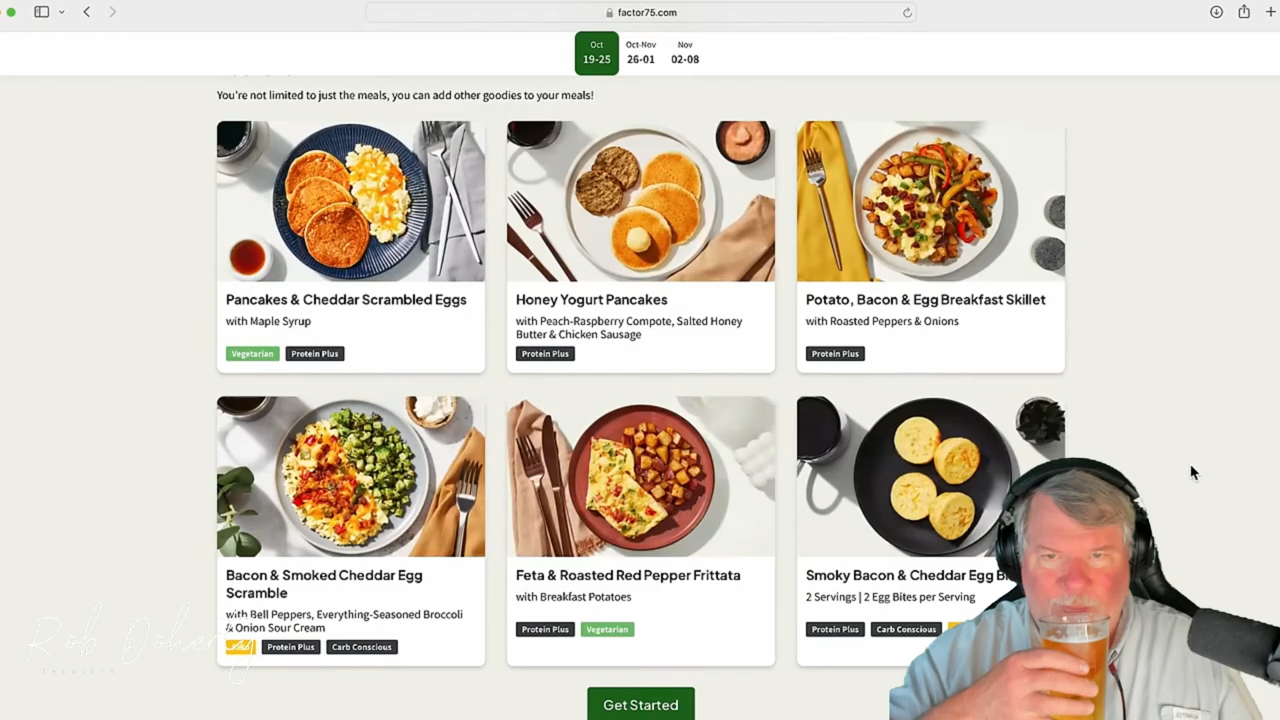 factor75.com
Oct
19-25
Oct-Nov
26-01
Nov
02-08
You're not limited to just the meals, you can add other goodies to your meals!
Pancakes & Cheddar Scrambled Eggs
with Maple Syrup
Vegetarian
Protein Plus
Honey Yogurt Pancakes
with Peach-Raspberry Compote, Salted Honey
Butter & Chicken Sausage
Protein Plus
Potato, Bacon & Egg Breakfast Skillet
with Roasted Peppers & Onions
Protein Plus
Bacon & Smoked Cheddar Egg
Scramble
with Bell Peppers, Everything-Seasoned Broccoli
& Onion Sour Cream
Protein Plus
Carb Conscious
Feta & Roasted Red Pepper Frittata
with Breakfast Potatoes
Protein Plus
Vegetarian
Smoky Bacon & Cheddar Egg
2 Servings | 2 Egg Bites per Serving
Protein Plus
Carb Conscious
Rob Doherty
Get Started